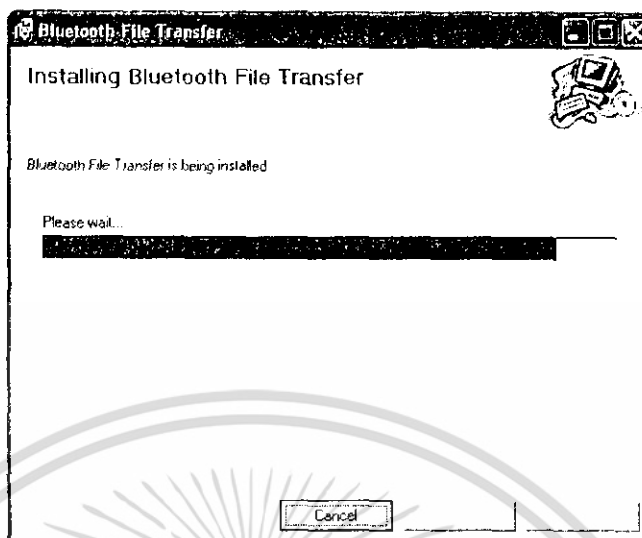 Bluetooth File Transfer
Installing Bluetooth File Transfer
Bluetooth File Transfer is being installed
Please wait...
Cancel